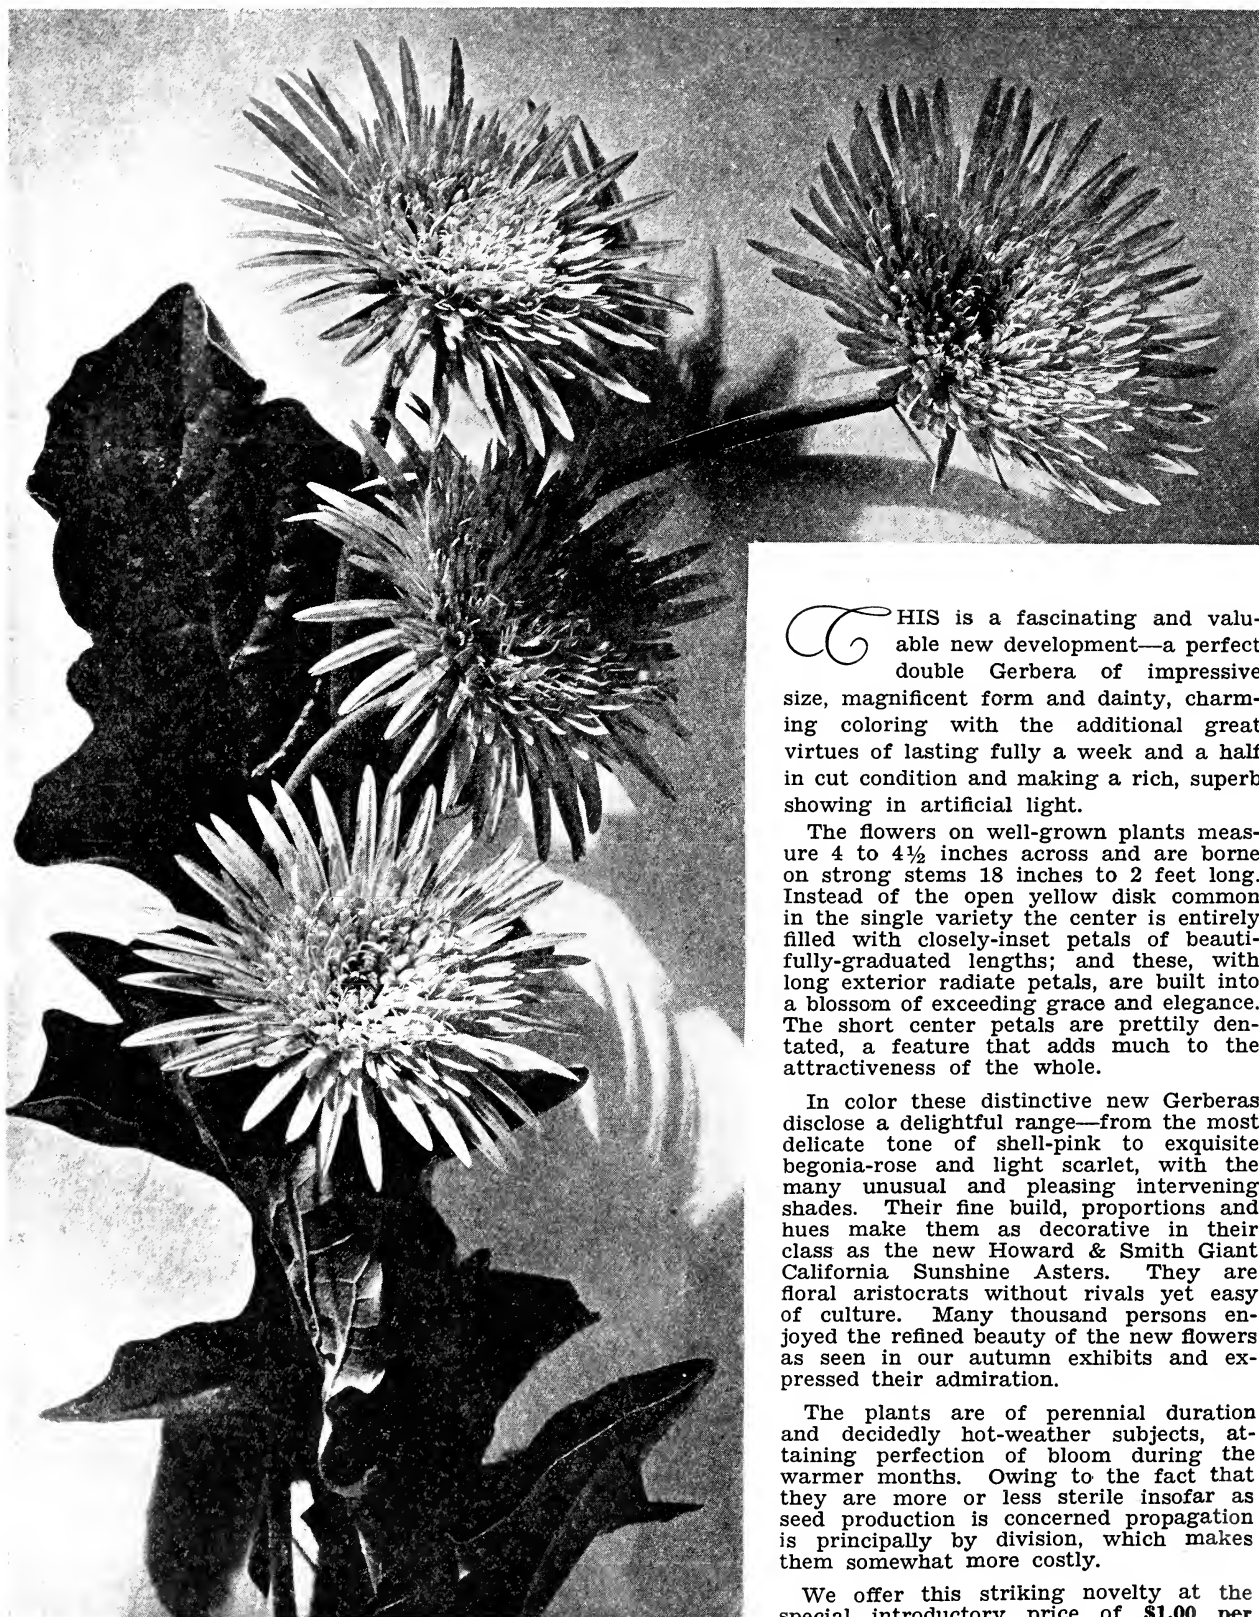 THIS is a fascinating and valu-
able new development—a perfect
double Gerbera of impressive
size, magnificent form and dainty, charm-
ing coloring with the additional great
virtues of lasting fully a week and a half
in cut condition and making a rich, superb
showing in artificial light.
The flowers on well-grown plants meas-
ure 4 to 4½ inches across and are borne
on strong stems 18 inches to 2 feet long.
Instead of the open yellow disk common
in the single variety the center is entirely
filled with closely-inset petals of beauti-
fully-graduated lengths; and these, with
long exterior radiate petals, are built into
a blossom of exceeding grace and elegance.
The short center petals are prettily den-
tated, a feature that adds much to the
attractiveness of the whole.
In color these distinctive new Gerberas
disclose a delightful range—from the most
delicate tone of shell-pink to exquisite
begonia-rose and light scarlet, with the
many unusual and pleasing intervening
shades. Their fine build, proportions and
hues make them as decorative in their
class as the new Howard & Smith Giant
California Sunshine Asters. They are
floral aristocrats without rivals yet easy
of culture. Many thousand persons en-
joyed the refined beauty of the new flowers
as seen in our autumn exhibits and ex-
pressed their admiration.
The plants are of perennial duration
and decidedly hot-weather subjects, at-
taining perfection of bloom during the
warmer months. Owing to the fact that
they are more or less sterile insofar as
seed production is concerned propagation
is principally by division, which makes
them somewhat more costly.
We offer this striking novelty at the
special introductory price of $1.00 per